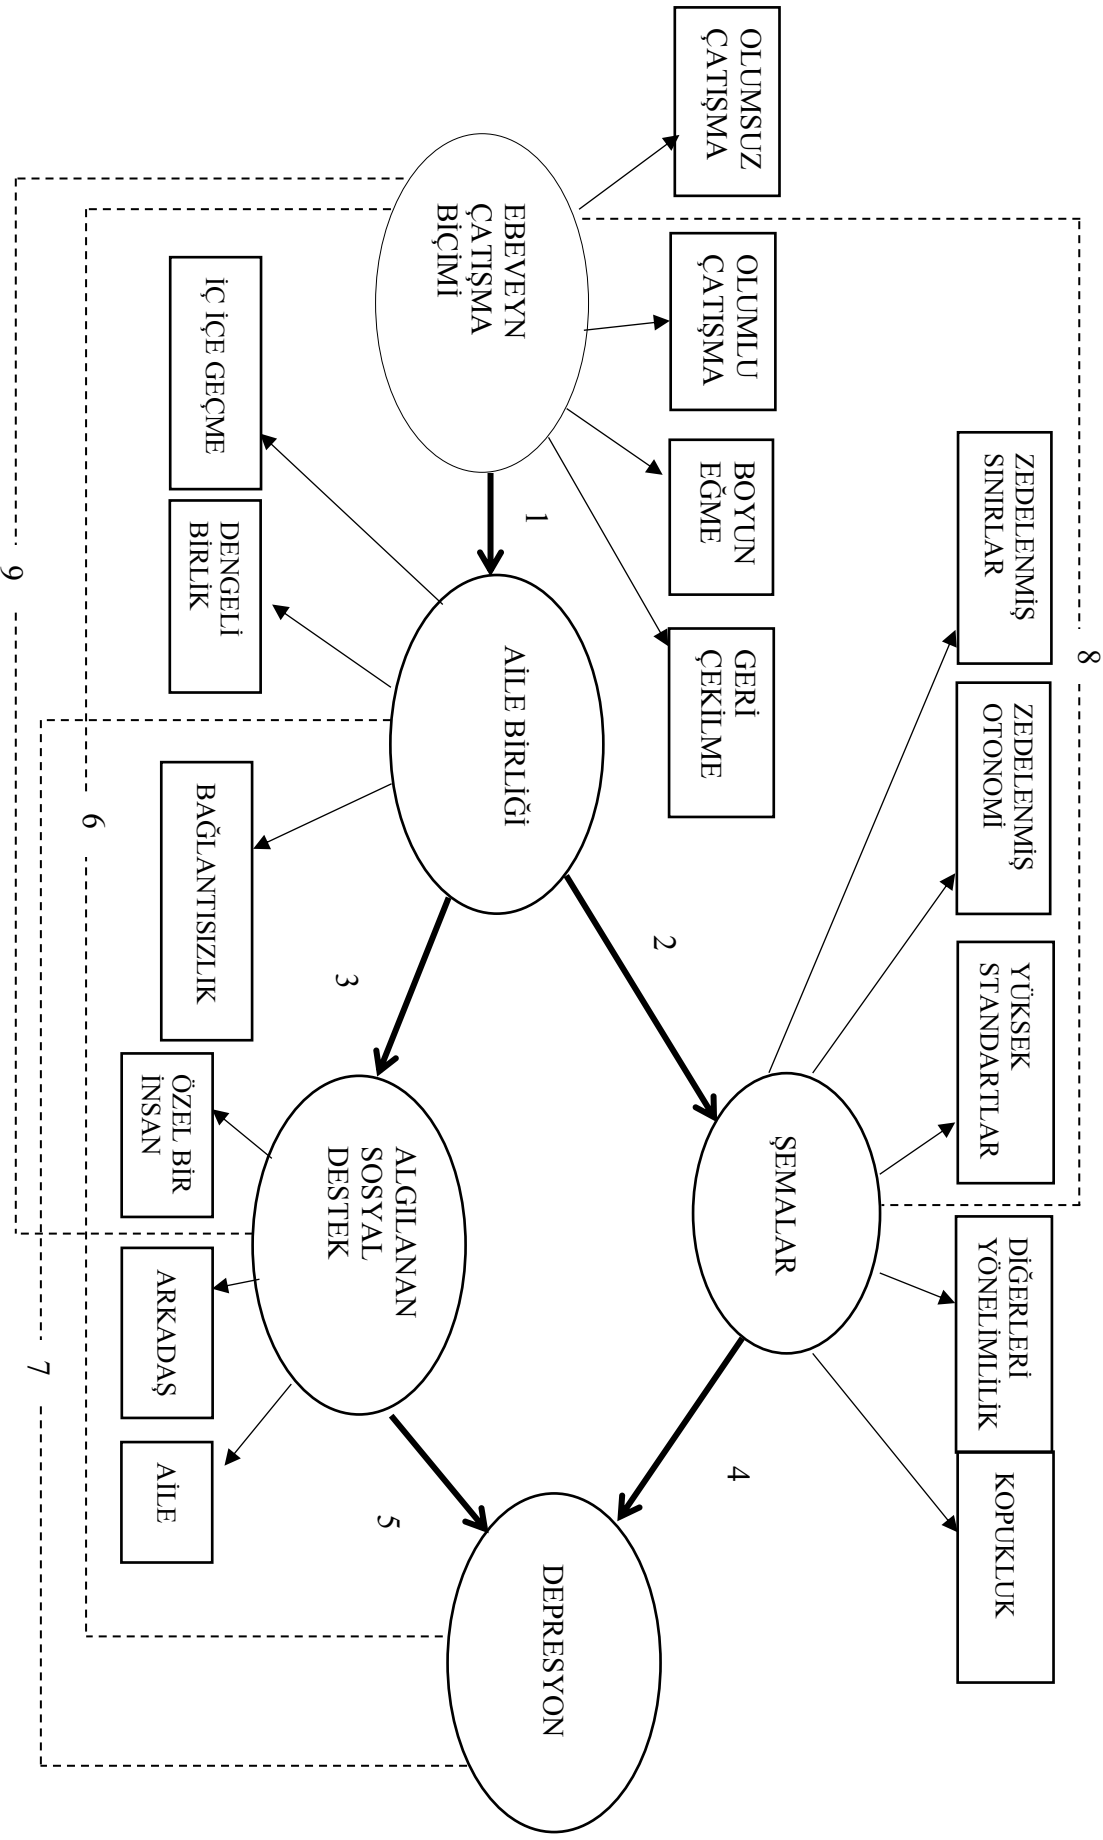 8
ZEDELENMİŞ
SINIRLAR
ZEDELENMİŞ
OTONOMİ
YÜKSEK
STANDARTLAR
DİĞERLERİ
YÖNELİMLİLİK
KOPUKLUK
OLUMSUZ
ÇATIŞMA
OLUMLU
ÇATIŞMA
BOYUN
EĞME
GERİ
ÇEKİLME
ŞEMALAR
2
4
EBEVEYN
ÇATIŞMA
BİÇİMİ
1
AİLE BİRLİĞİ
DEPRESYON
3
5
ALGILANAN
SOSYAL
DESTEK
İÇ İÇE GEÇME
DENGELİ
BİRLİK
BAĞLANTISIZLIK
ÖZEL BİR
İNSAN
ARKADAŞ
AİLE
6
7
9